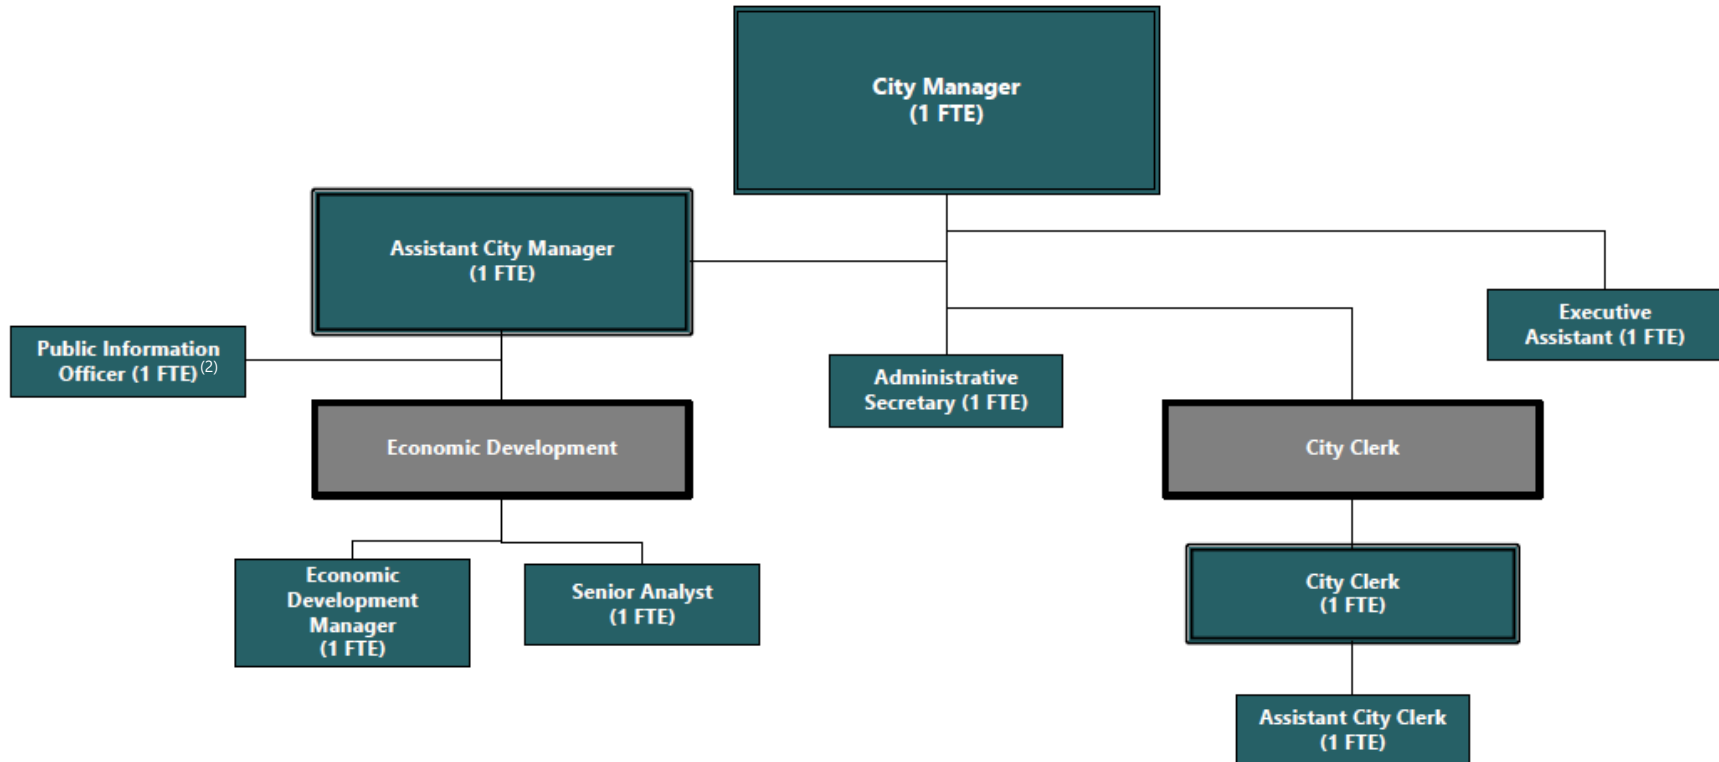 City Manager
(1 FTE)
Assistant City Manager
(1 FTE)
Executive
Assistant (1 FTE)
Public Information
Officer (1 FTE)(2)
Administrative
Secretary (1 FTE)
Economic Development
City Clerk
Economic
Development
Manager
(1 FTE)
Senior Analyst
(1 FTE)
City Clerk
(1 FTE)
Assistant City Clerk
(1 FTE)